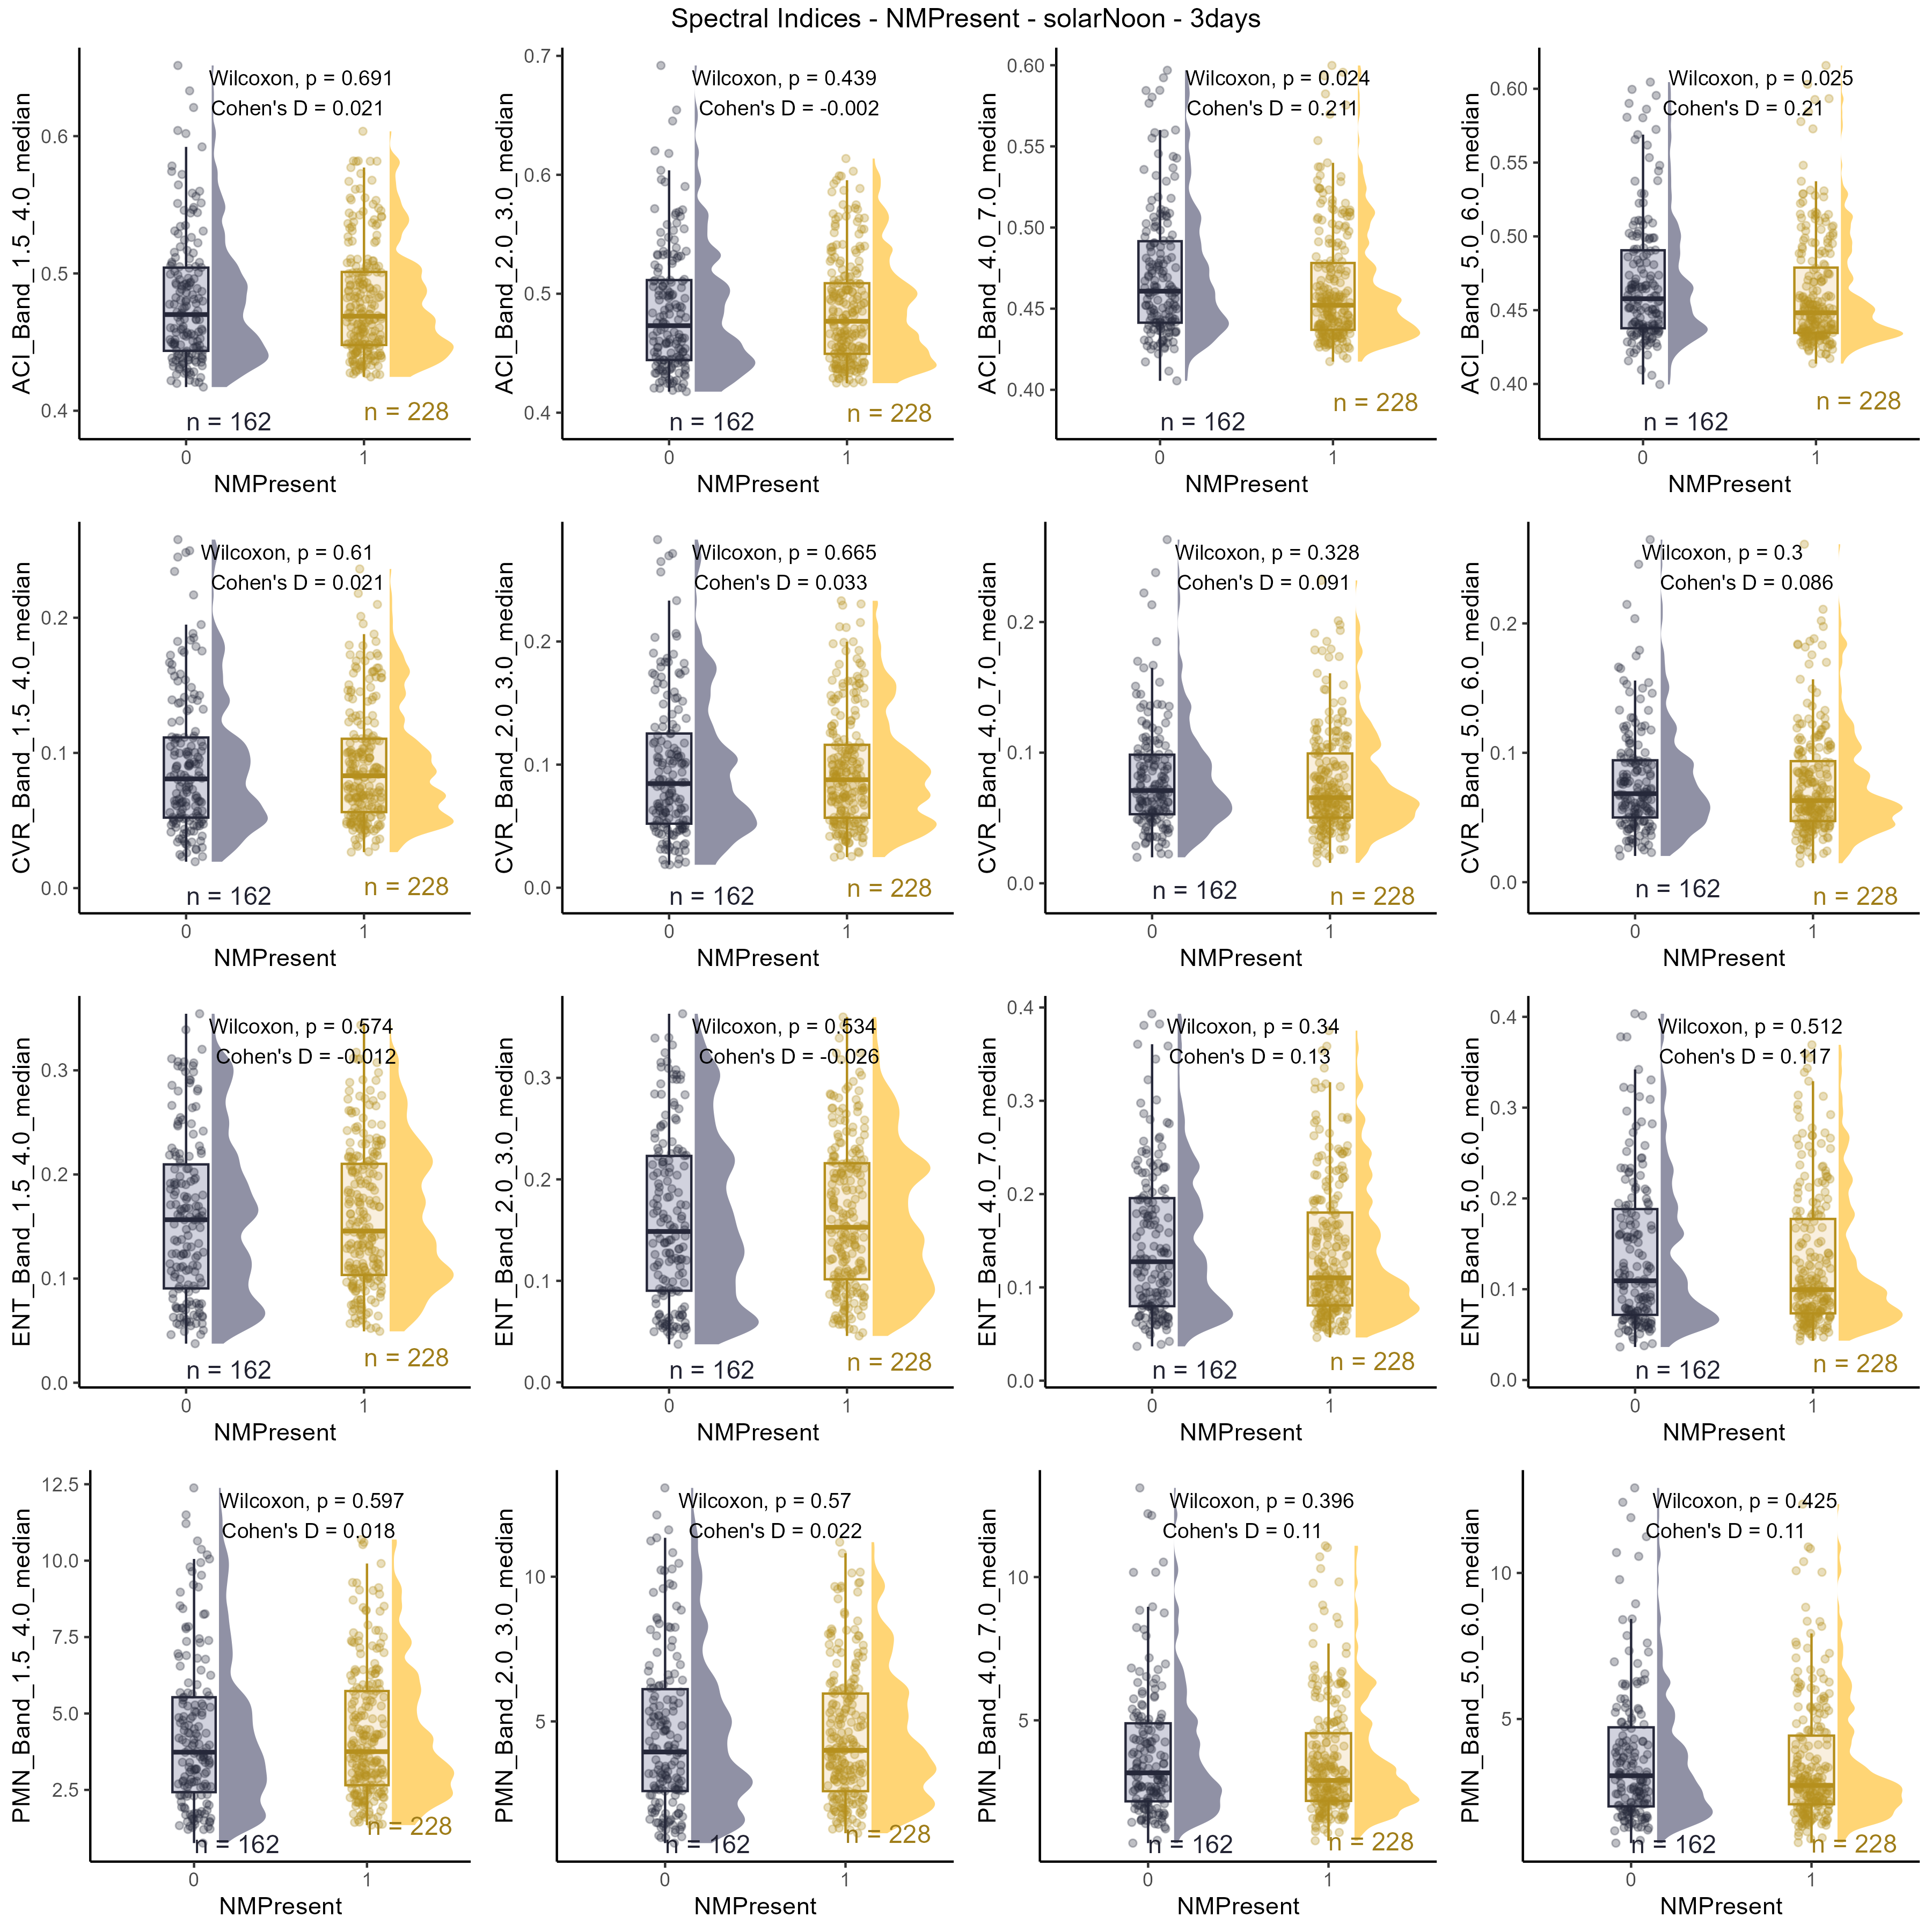 Spectral Indices - NMPresent - solarNoon - 3days
ACI_Band_1.5_4.0_median
0.6
0.5
0.4
Wilcoxon, p = 0.691
Cohen's D = 0.021
n = 162
n = 228
0
1
NMPresent
ACI_Band_2.0_3.0_median
0.7
0.6
0.5
0.4
Wilcoxon, p = 0.439
Cohen's D = -0.002
n = 162
n = 228
0
1
NMPresent
ACI_Band_4.0_7.0_median
0.60
0.55
0.50
0.45
0.40
Wilcoxon, p = 0.024
Cohen's D = 0.211
n = 162
n = 228
0
1
NMPresent
ACI_Band_5.0_6.0_median
0.60
0.55
0.50
0.45
0.40
Wilcoxon, p = 0.025
Cohen's D = 0.21
n = 162
n = 228
0
1
NMPresent
CVR_Band_1.5_4.0_median
0.2
0.1
0.0
Wilcoxon, p = 0.61
Cohen's D = 0.021
n = 162
n = 228
0
1
NMPresent
CVR_Band_2.0_3.0_median
0.2
0.1
0.0
Wilcoxon, p = 0.665
Cohen's D = 0.033
n = 162
n = 228
0
1
NMPresent
CVR_Band_4.0_7.0_median
0.2
0.1
0.0
Wilcoxon, p = 0.328
Cohen's D = 0.091
n = 162
n = 228
0
1
NMPresent
CVR_Band_5.0_6.0_median
0.2
0.1
0.0
Wilcoxon, p = 0.3
Cohen's D = 0.086
n = 162
n = 228
0
1
NMPresent
ENT_Band_1.5_4.0_median
0.3
0.2
0.1
0.0
Wilcoxon, p = 0.574
Cohen's D = -0.012
n = 162
n = 228
0
1
NMPresent
ENT_Band_2.0_3.0_median
0.3
0.2
0.1
0.0
Wilcoxon, p = 0.534
Cohen's D = -0.026
n = 162
n = 228
0
1
NMPresent
ENT_Band_4.0_7.0_median
0.4
0.3
0.2
0.1
0.0
Wilcoxon, p = 0.34
Cohen's D = 0.13
n = 162
n = 228
0
1
NMPresent
ENT_Band_5.0_6.0_median
0.4
0.3
0.2
0.1
0.0
Wilcoxon, p = 0.512
Cohen's D = 0.117
n = 162
n = 228
0
1
NMPresent
PMN_Band_1.5_4.0_median
12.5
10.0
7.5
5.0
2.5
Wilcoxon, p = 0.597
Cohen's D = 0.018
n = 162
n = 228
0
1
NMPresent
PMN_Band_2.0_3.0_median
10
5
Wilcoxon, p = 0.57
Cohen's D = 0.022
n = 162
n = 228
0
1
NMPresent
PMN_Band_4.0_7.0_median
10
5
Wilcoxon, p = 0.396
Cohen's D = 0.11
n = 162
n = 228
0
1
NMPresent
PMN_Band_5.0_6.0_median
10
5
Wilcoxon, p = 0.425
Cohen's D = 0.11
n = 162
n = 228
0
1
NMPresent